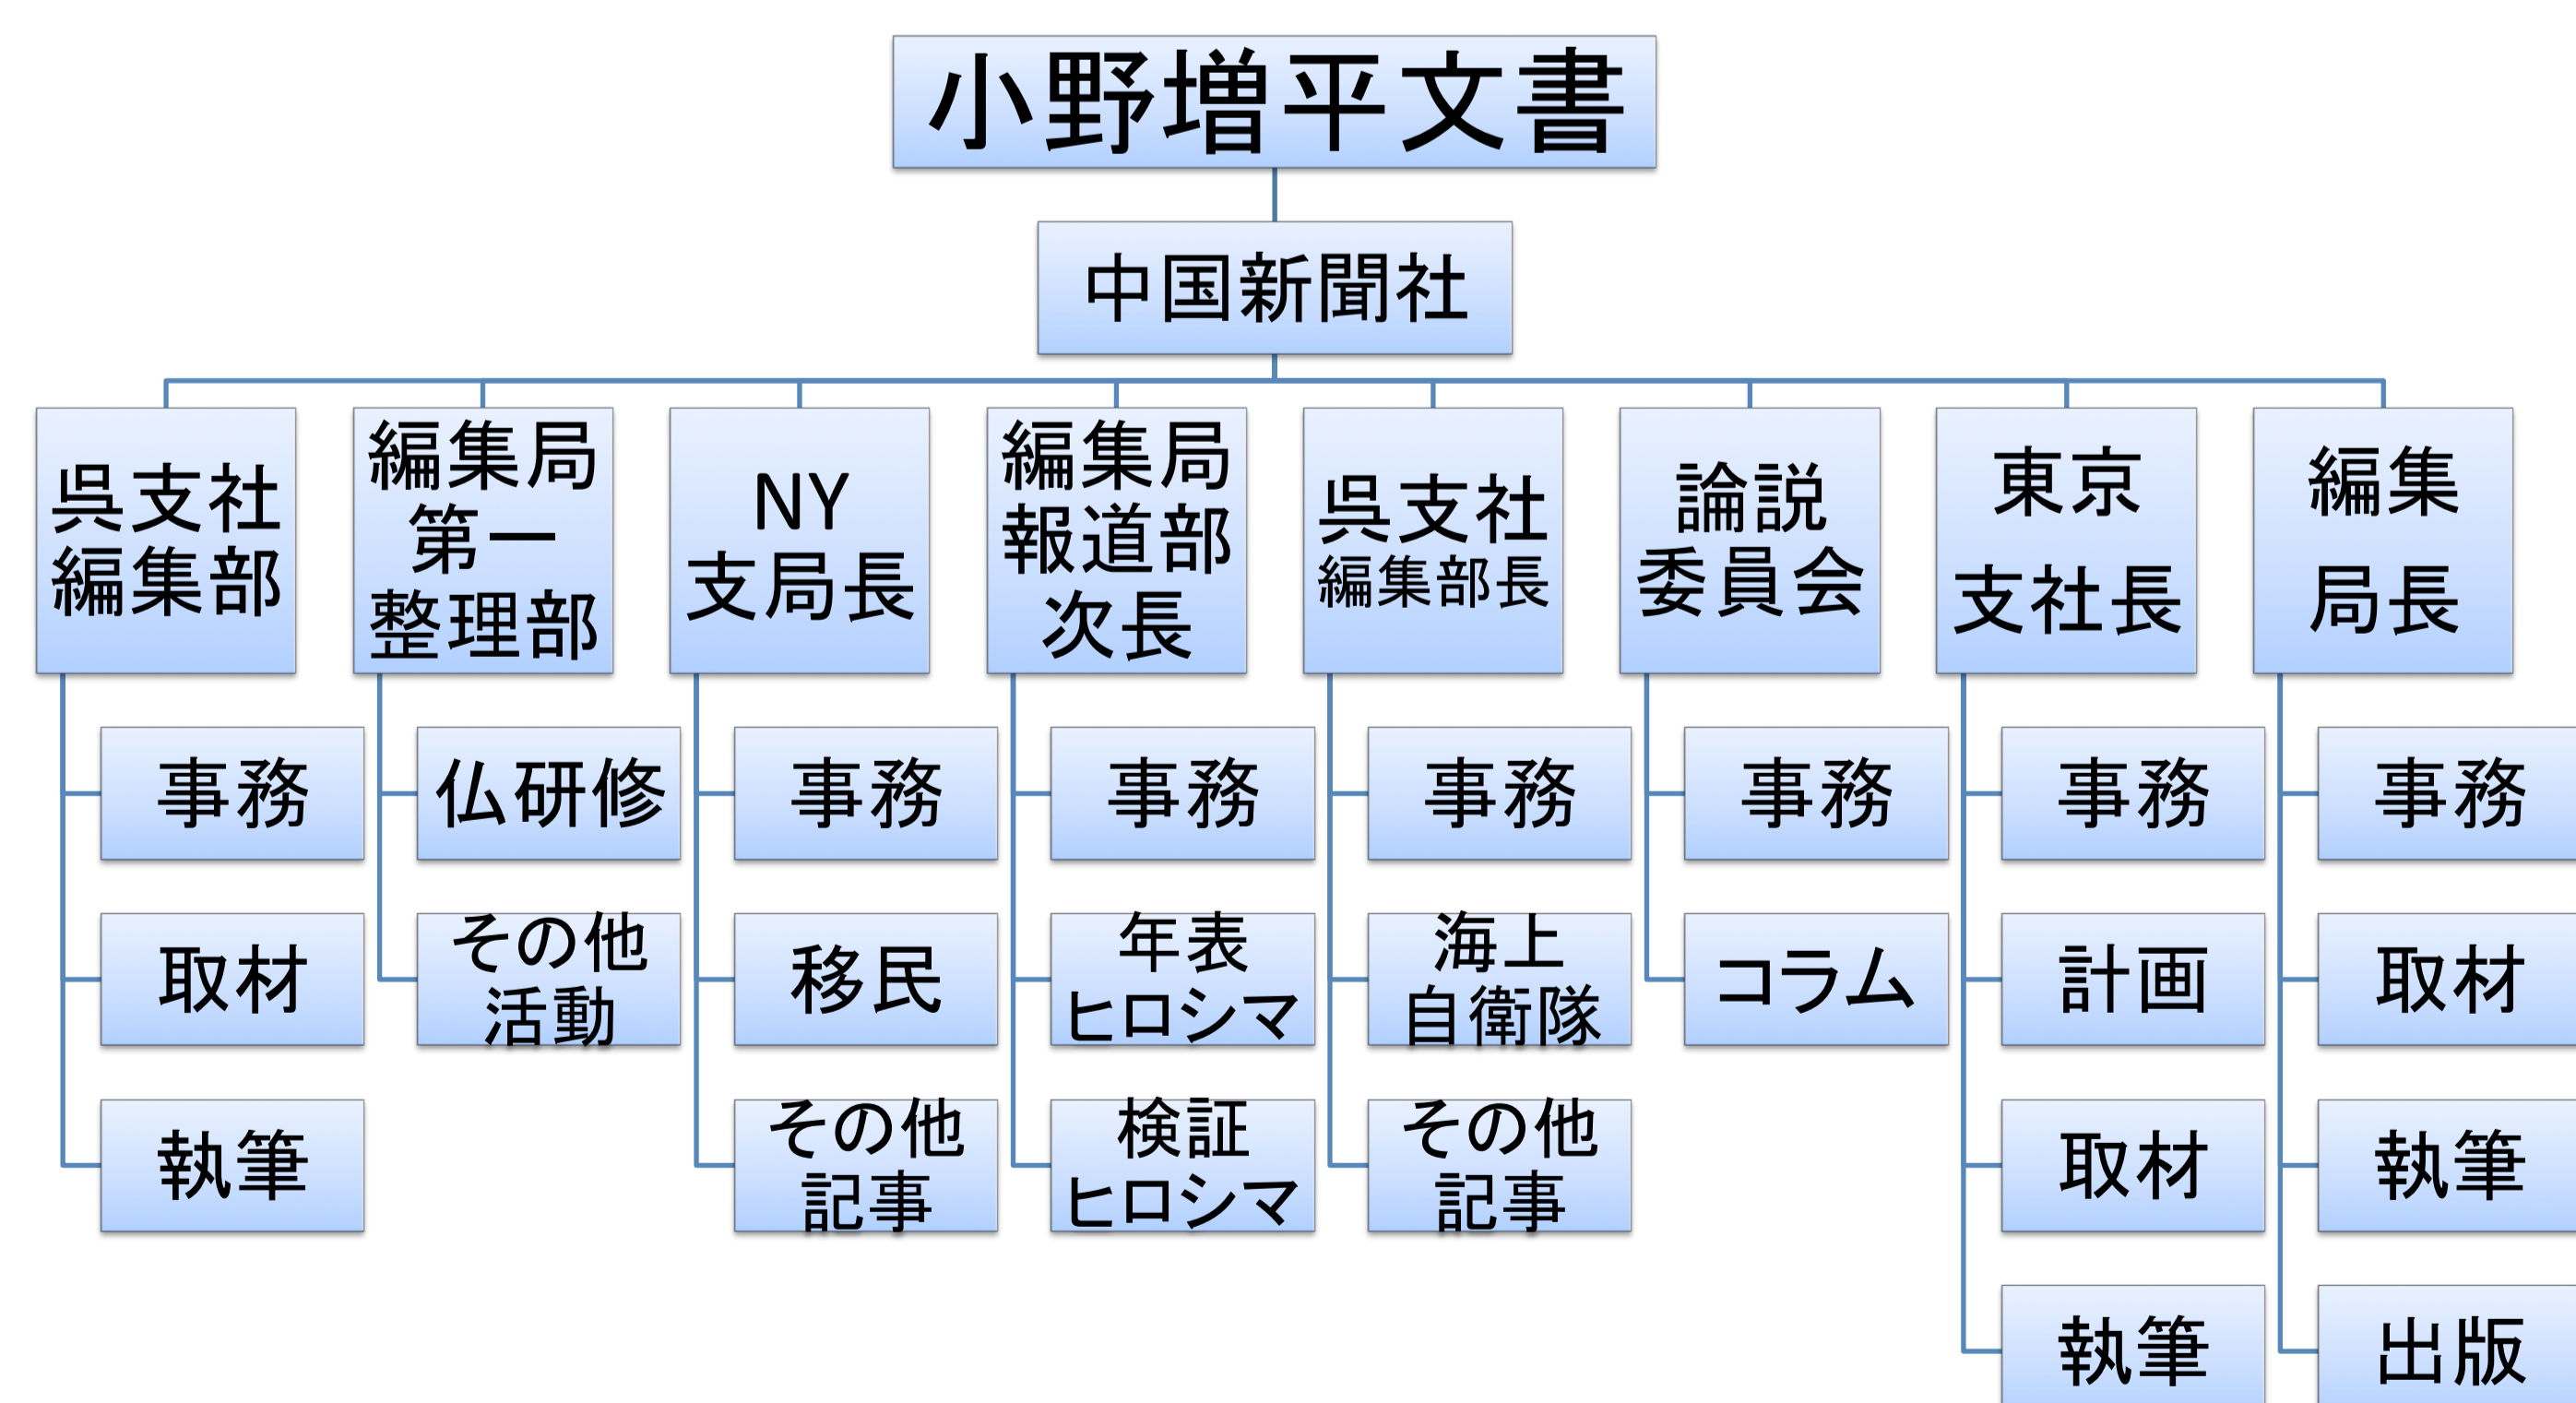 小野増平文書
中国新聞社
呉支社
編集部
編集局
第一
整理部
NY
支局長
編集局
報道部
次長
呉支社
編集部長
論説
委員会
東京
支社長
編集
局長
事務
仏研修
事務
事務
事務
事務
事務
事務
取材
その他
活動
移民
年表
ヒロシマ
海上
自衛隊
コラム
計画
取材
執筆
その他
記事
検証
ヒロシマ
その他
記事
取材
執筆
執筆
出版